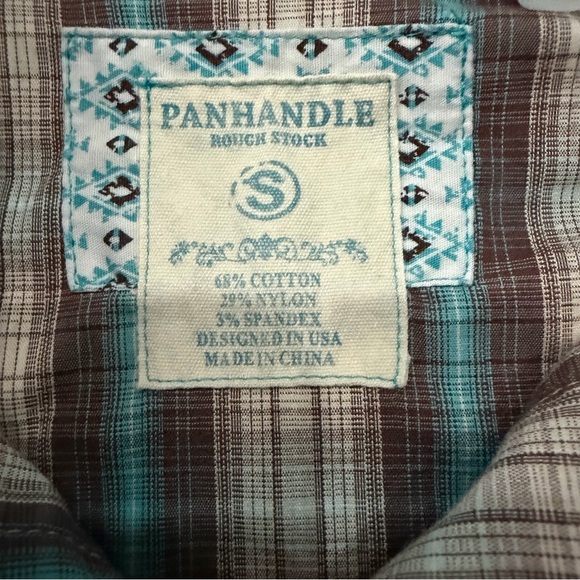 PANHANDLE
ROUGH STOCK
S
68% COTTON
29% NYLON
3% SPANDEX
DESIGNED IN USA
MADE IN CHINA